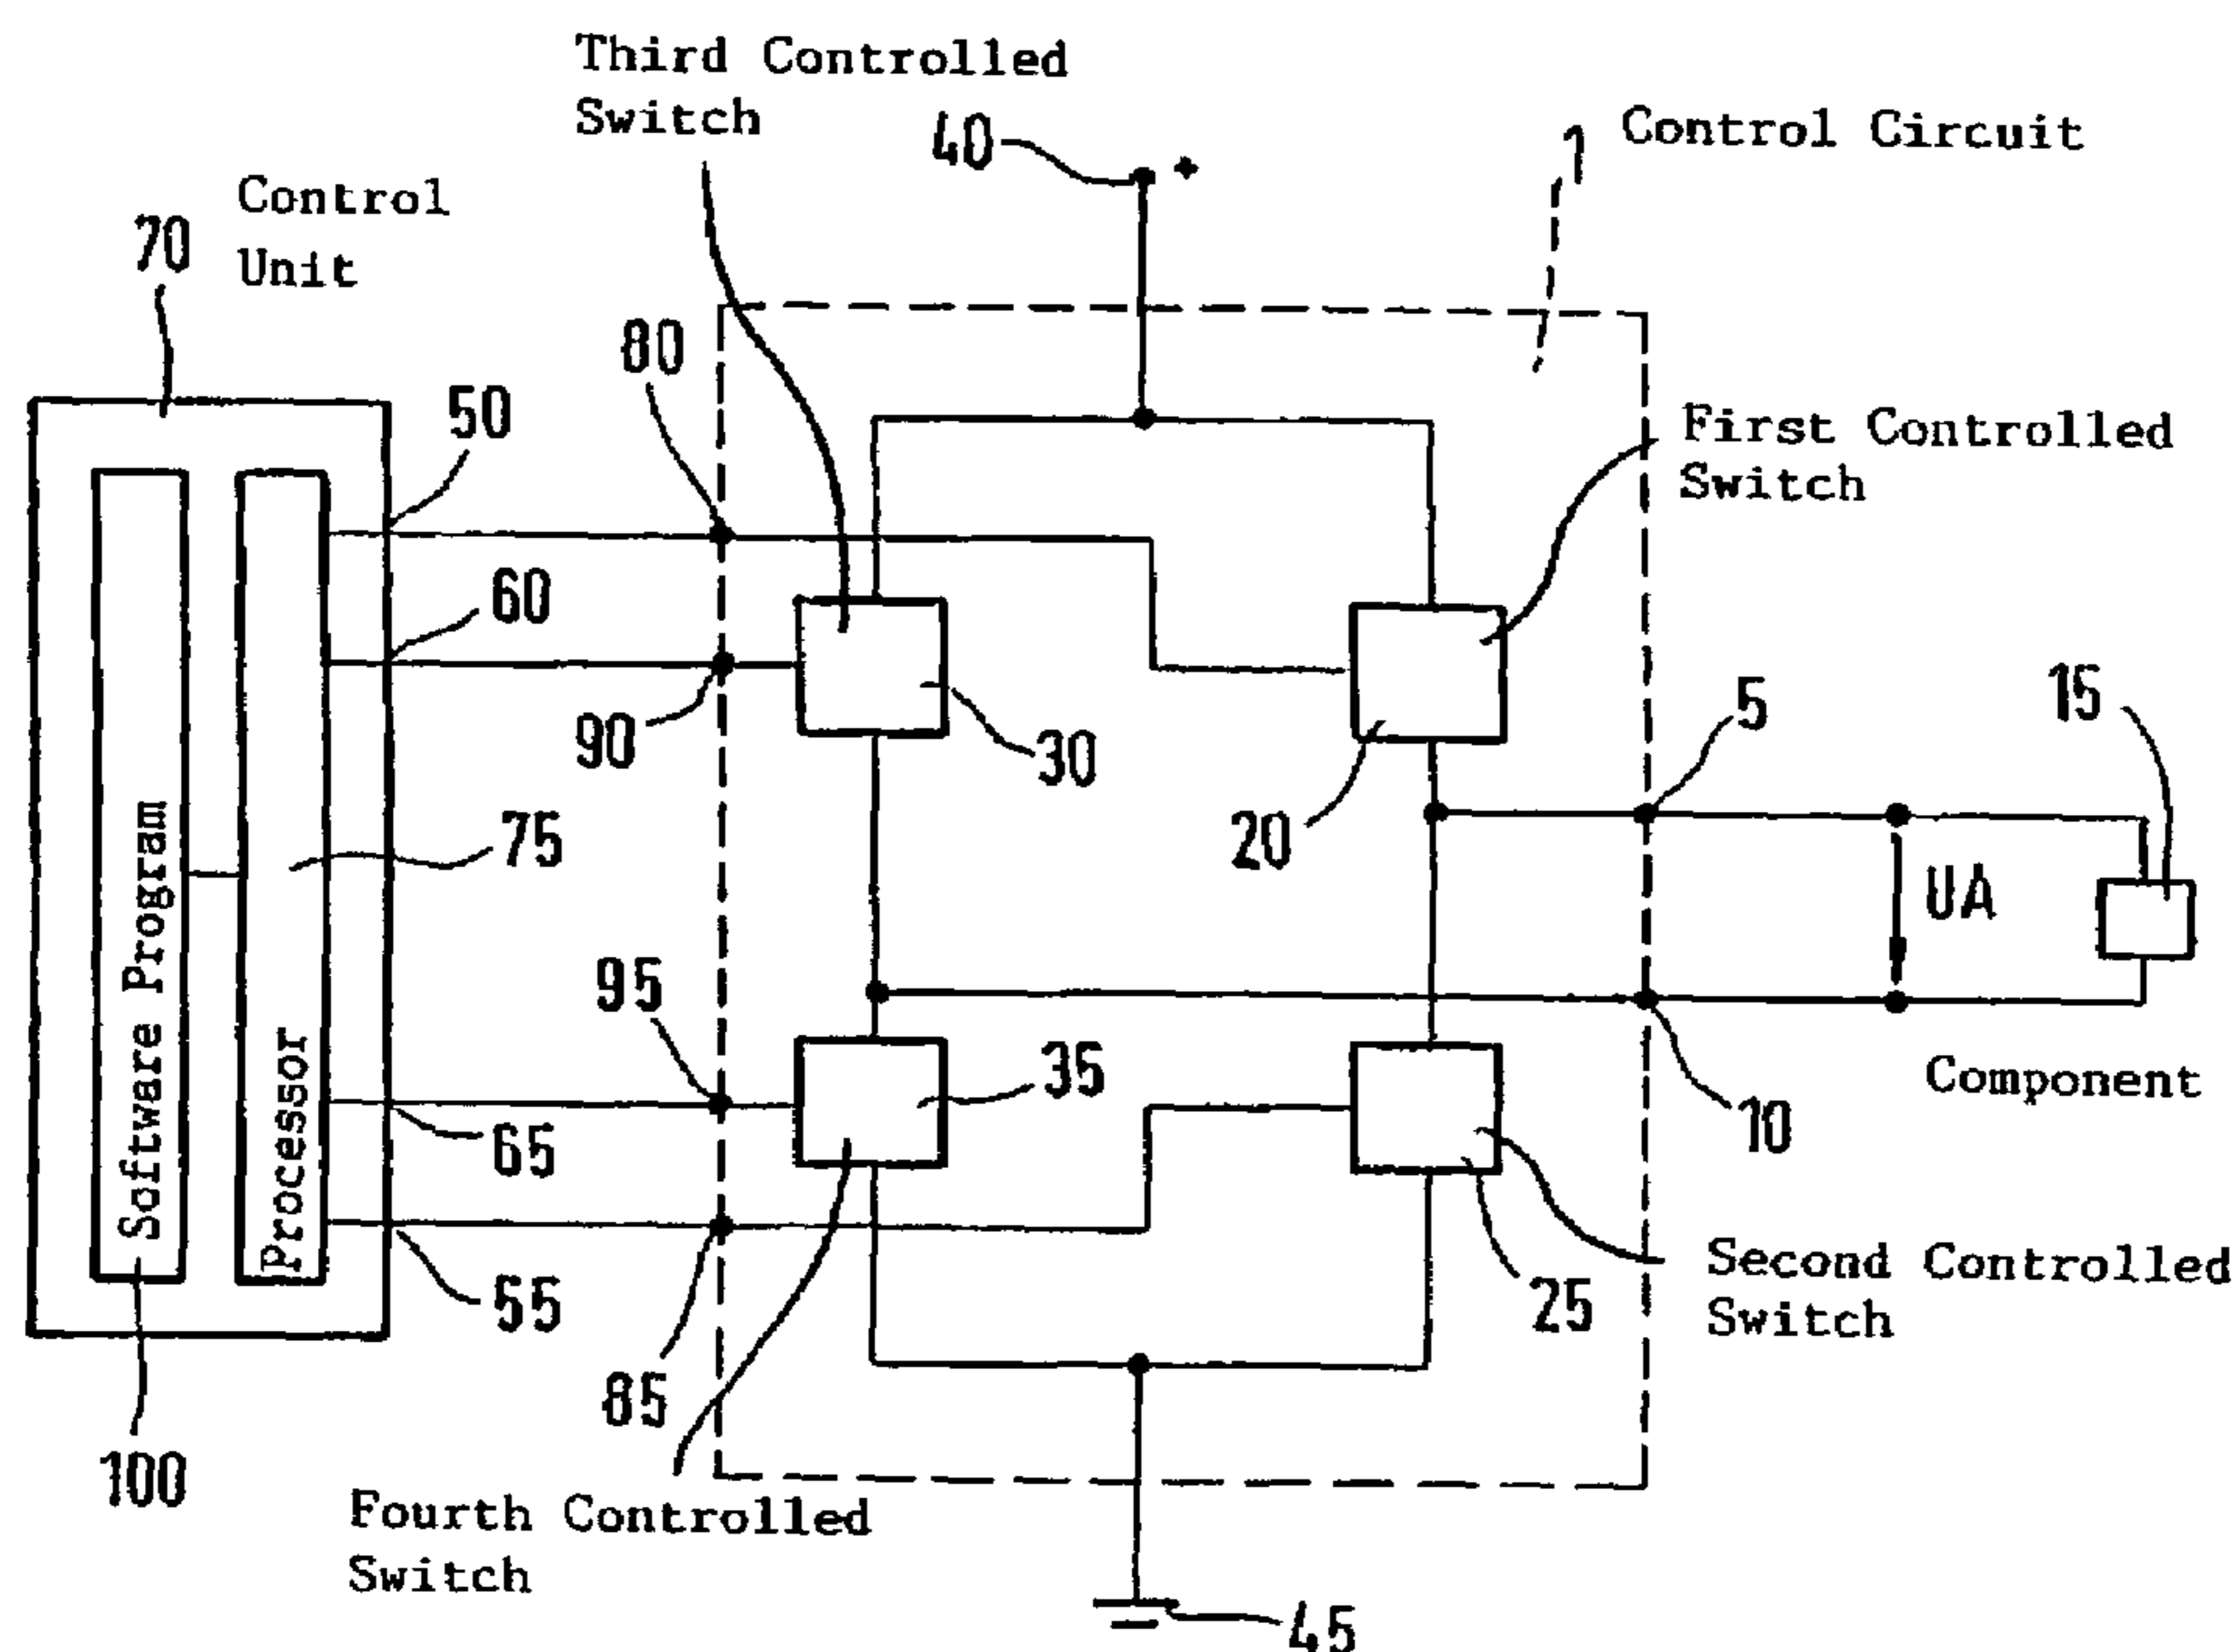 Third Controlled
Switch
40
+
1
Control Circuit
70
Control
Unit
80
50
First Controlled
Switch
60
90
30
5
15
20
75
UA
Software Program
Processor
95
35
Component
10
65
55
25
Second Controlled
Switch
85
100
Fourth Controlled
Switch
45